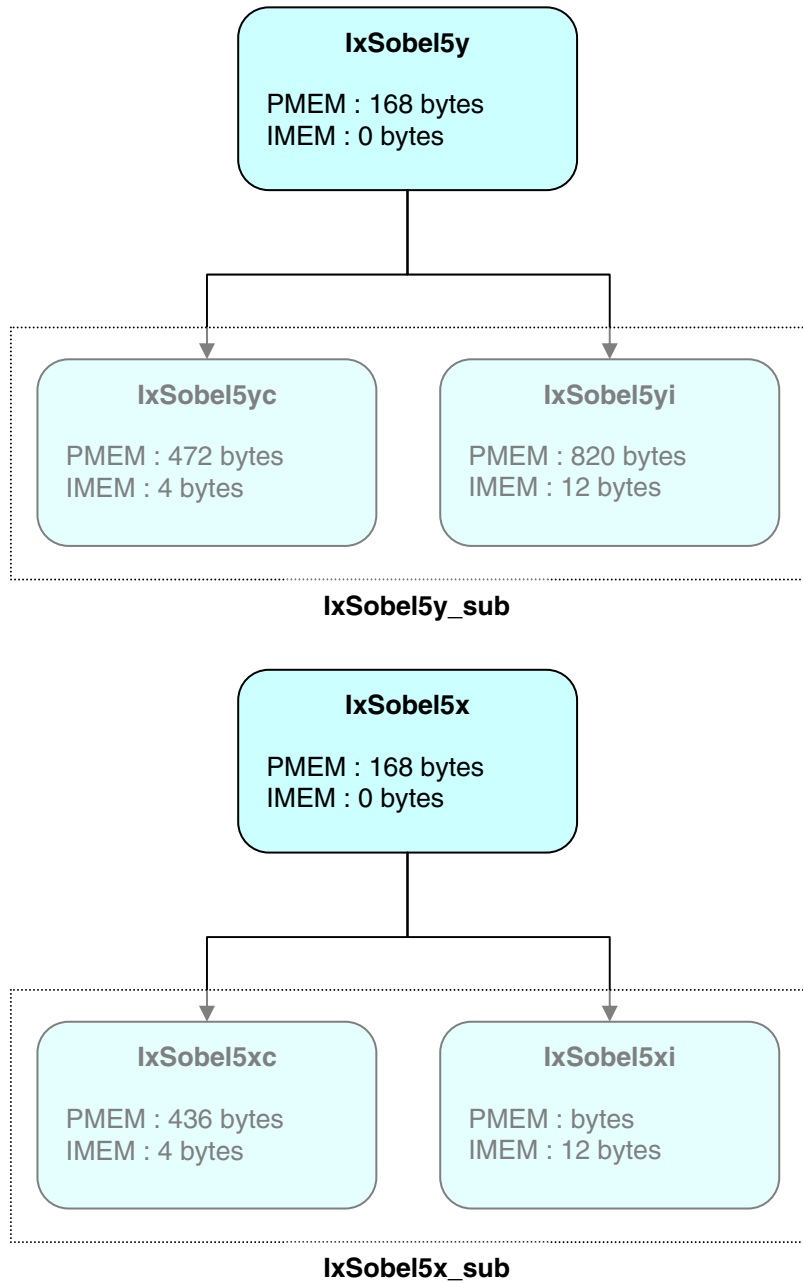 IxSobel5y
PMEM : 168 bytes
IMEM : 0 bytes
IxSobel5yc
PMEM : 472 bytes
IMEM : 4 bytes
IxSobel5yi
PMEM : 820 bytes
IMEM : 12 bytes
IxSobel5y_sub
IxSobel5x
PMEM : 168 bytes
IMEM : 0 bytes
IxSobel5xc
PMEM : 436 bytes
IMEM : 4 bytes
IxSobel5xi
PMEM : bytes
IMEM : 12 bytes
IxSobel5x_sub